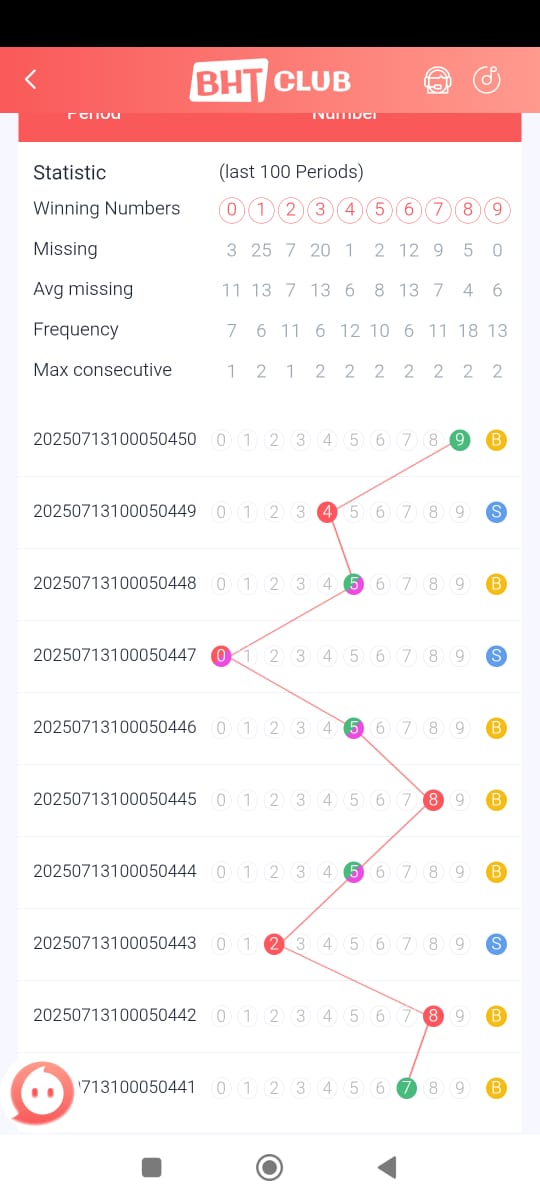 BHT CLUB
Period Number
Statistic (last 100 Periods)
Winning Numbers 0 1 2 3 4 5 6 7 8 9
Missing 3 25 7 20 1 2 12 9 5 0
Avg missing 11 13 7 13 6 8 13 7 4 6
Frequency 7 6 11 6 12 10 6 11 18 13
Max consecutive 1 2 1 2 2 2 2 2 2 2
20250713100050450 0 1 2 3 4 5 6 7 8 9 B
20250713100050449 0 1 2 3 4 5 6 7 8 9 S
20250713100050448 0 1 2 3 4 5 6 7 8 9 B
20250713100050447 0 1 2 3 4 5 6 7 8 9 S
20250713100050446 0 1 2 3 4 5 6 7 8 9 B
20250713100050445 0 1 2 3 4 5 6 7 8 9 B
20250713100050444 0 1 2 3 4 5 6 7 8 9 B
20250713100050443 0 1 2 3 4 5 6 7 8 9 S
20250713100050442 0 1 2 3 4 5 6 7 8 9 B
713100050441 0 1 2 3 4 5 6 7 8 9 B